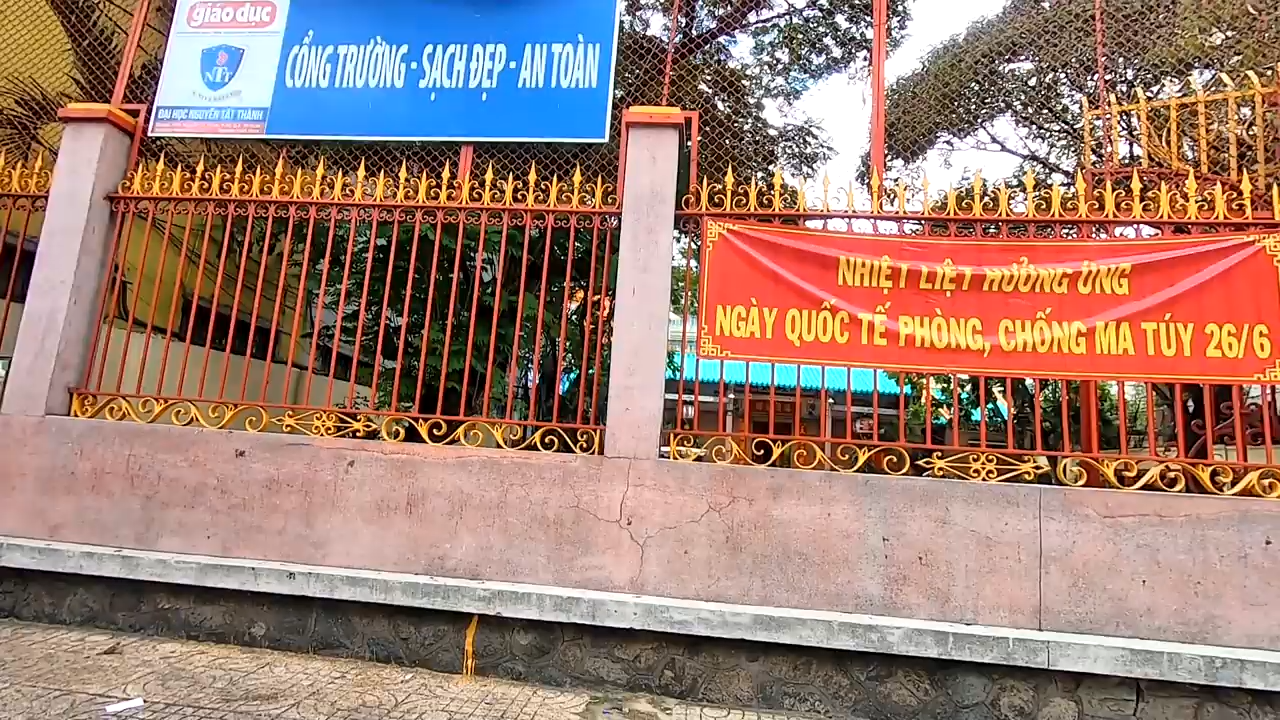 giáo dục
NTT
ĐẠI HỌC NGUYỄN TẤT THÀNH
CỔNG TRƯỜNG - SẠCH ĐẸP - AN TOÀN
NHIỆT LIỆT HƯỞNG ỨNG
NGÀY QUỐC TẾ PHÒNG, CHỐNG MA TÚY 26/6